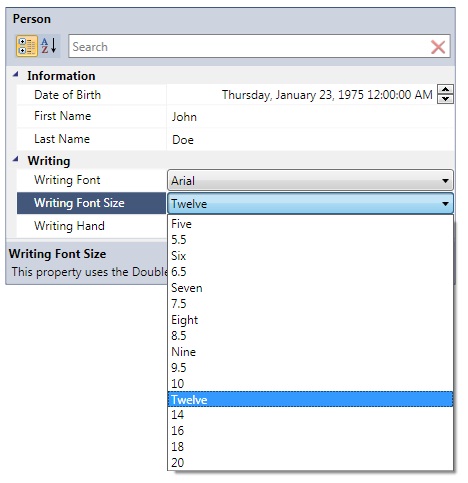 Person
Search
Information
Date of Birth Thursday, January 23, 1975 12:00:00 AM
First Name John
Last Name Doe
Writing
Writing Font Arial
Writing Font Size Twelve
Writing Hand
Writing Font Size
This property uses the Double
Five
5.5
Six
6.5
Seven
7.5
Eight
8.5
Nine
9.5
10
Twelve
14
16
18
20